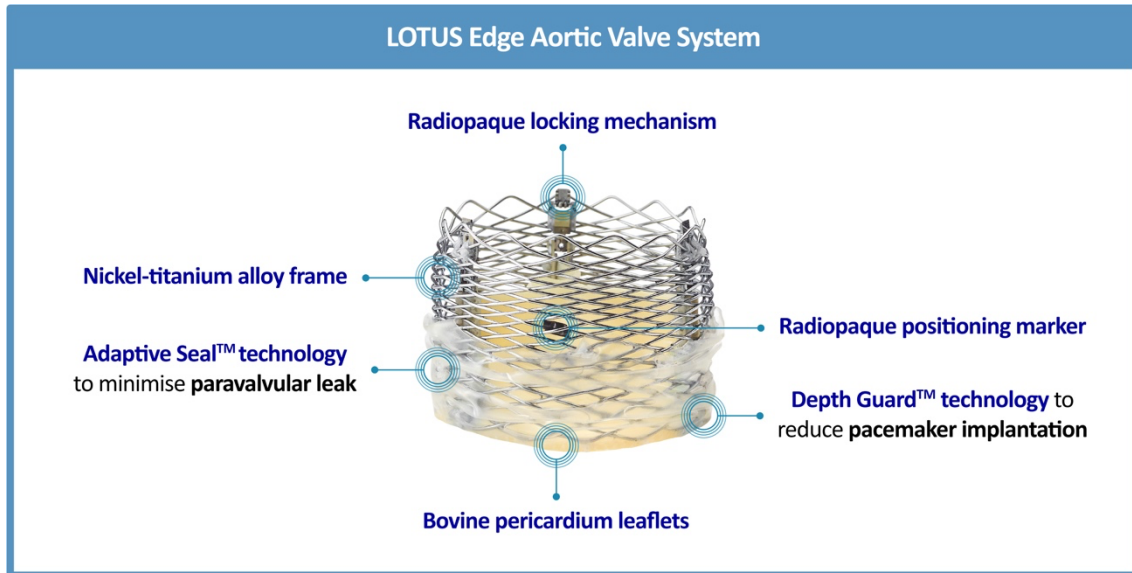 LOTUS Edge Aortic Valve System
Radiopaque locking mechanism
Nickel-titanium alloy frame
Radiopaque positioning marker
Adaptive Seal™ technology
to minimise paravalvular leak
Depth Guard™ technology to
reduce pacemaker implantation
Bovine pericardium leaflets